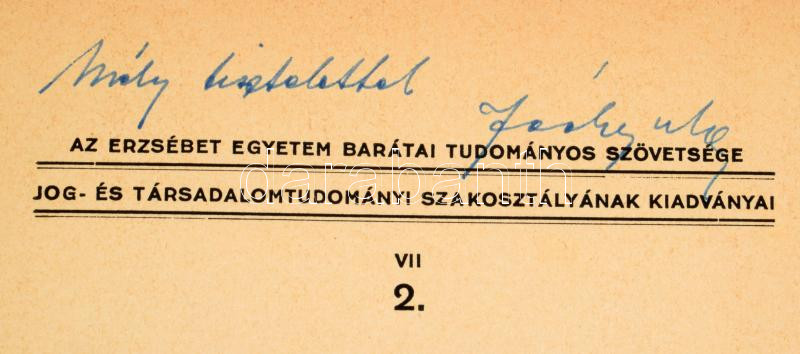 Mély tisztelettel
AZ ERZSÉBET EGYETEM BARÁTAI TUDOMÁNYOS SZÖVETSÉGE
JOG- ÉS TÁRSADALOMTUDOMÁNYI SZAKOSZTÁLYÁNAK KIADVÁNYAI
VII
2.